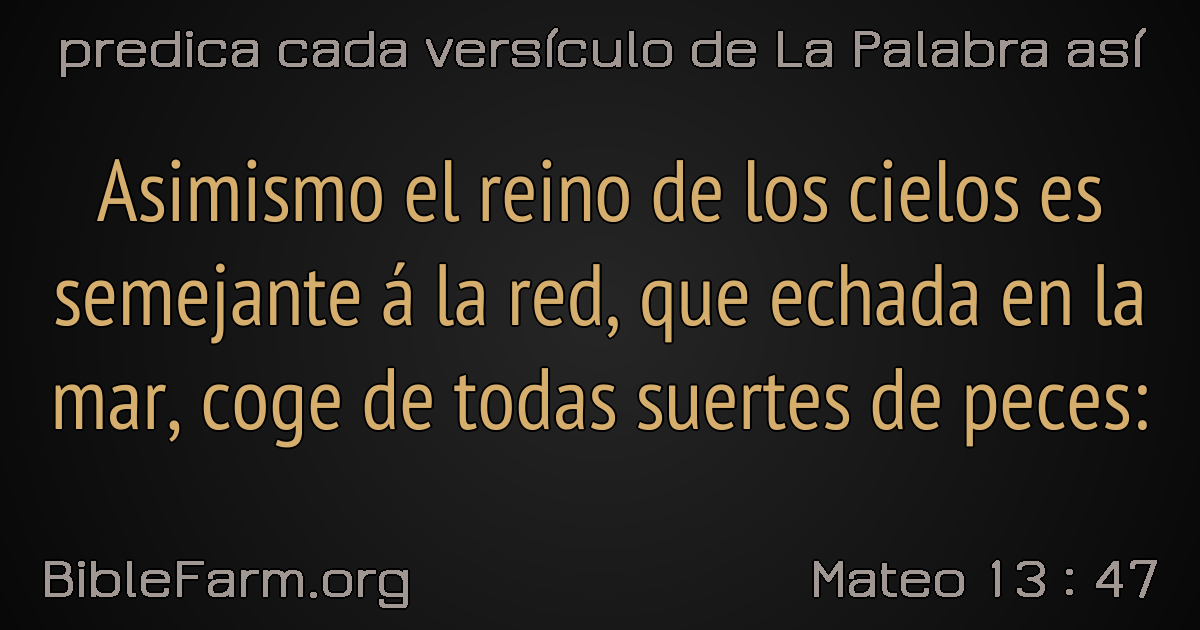 predica cada versículo de La Palabra así
Asimismo el reino de los cielos es
semejante á la red, que echada en la
mar, coge de todas suertes de peces:
BibleFarm.org
Mateo 13 : 47